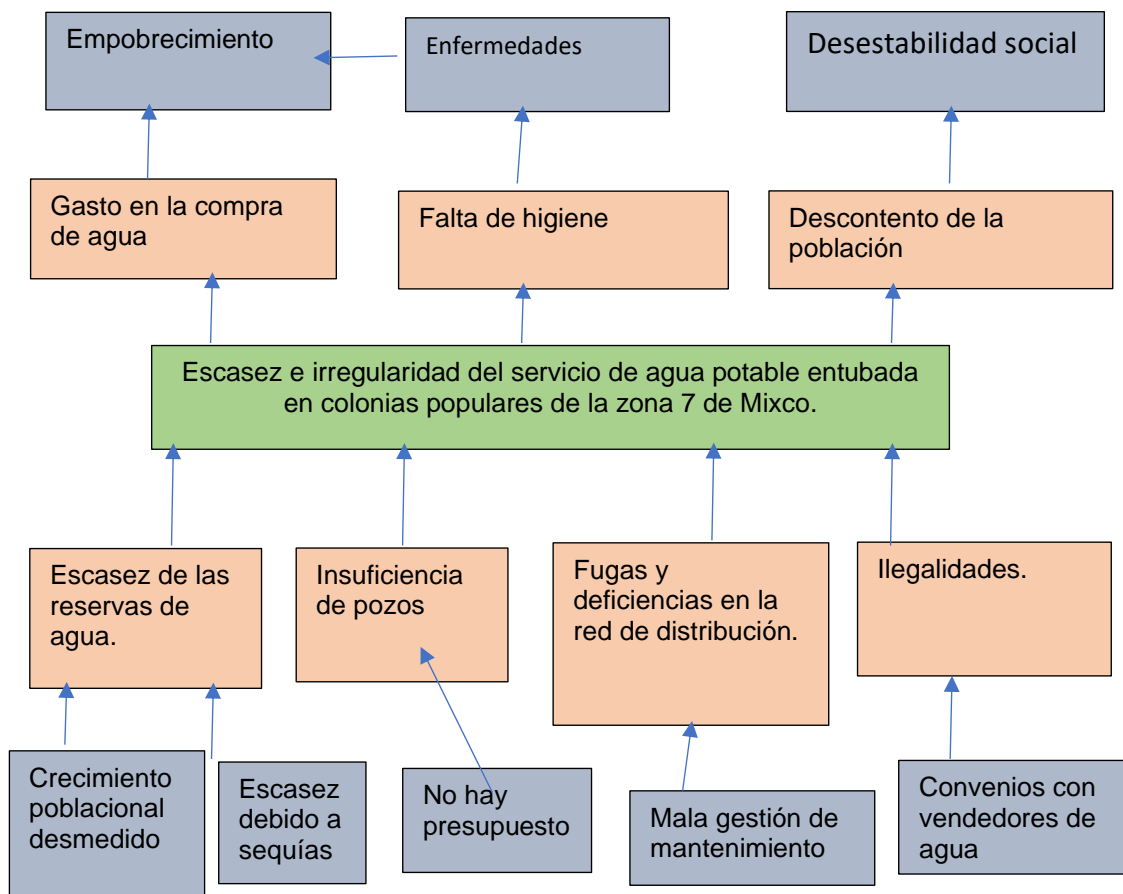 Empobrecimiento
Enfermedades
Desestabilidad social
Gasto en la compra
de agua
Falta de higiene
Descontento de la
población
Escasez e irregularidad del servicio de agua potable entubada
en colonias populares de la zona 7 de Mixco.
Escasez de las
reservas de
agua.
Insuficiencia
de pozos
Fugas y
deficiencias en la
red de distribución.
Ilegalidades.
Crecimiento
poblacional
desmedido
Escasez
debido a
sequías
No hay
presupuesto
Mala gestión de
mantenimiento
Convenios con
vendedores de
agua